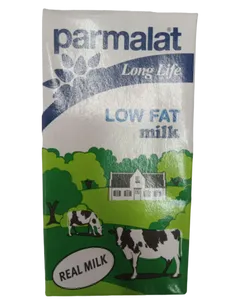 parmalat
Long Life
LOW FAT
milk
REAL MILK